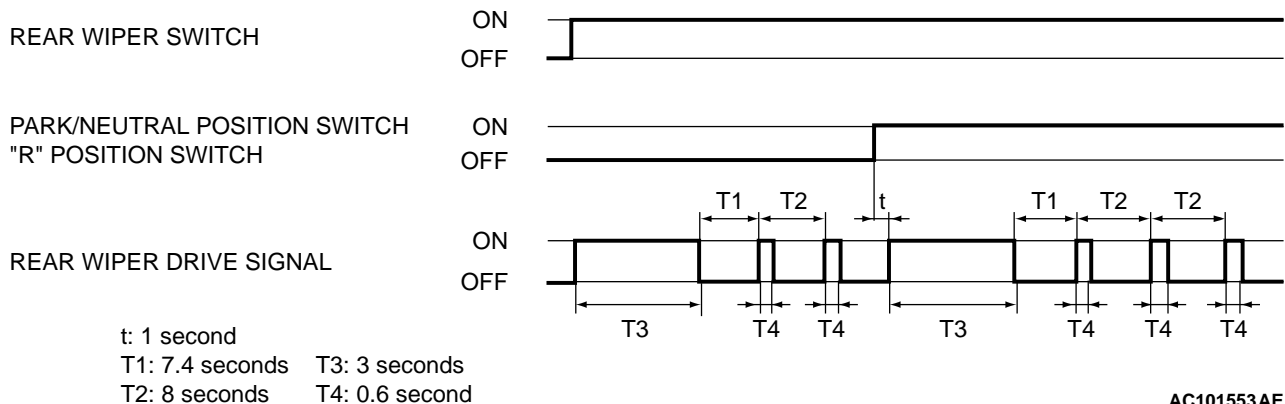 REAR WIPER SWITCH
ON
OFF
PARK/NEUTRAL POSITION SWITCH
"R" POSITION SWITCH
ON
OFF
T1 T2 t T1 T2 T2
REAR WIPER DRIVE SIGNAL
ON
OFF
T3 T4 T4 T3 T4 T4 T4
t: 1 second
T1: 7.4 seconds T3: 3 seconds
T2: 8 seconds T4: 0.6 second
AC101553AE